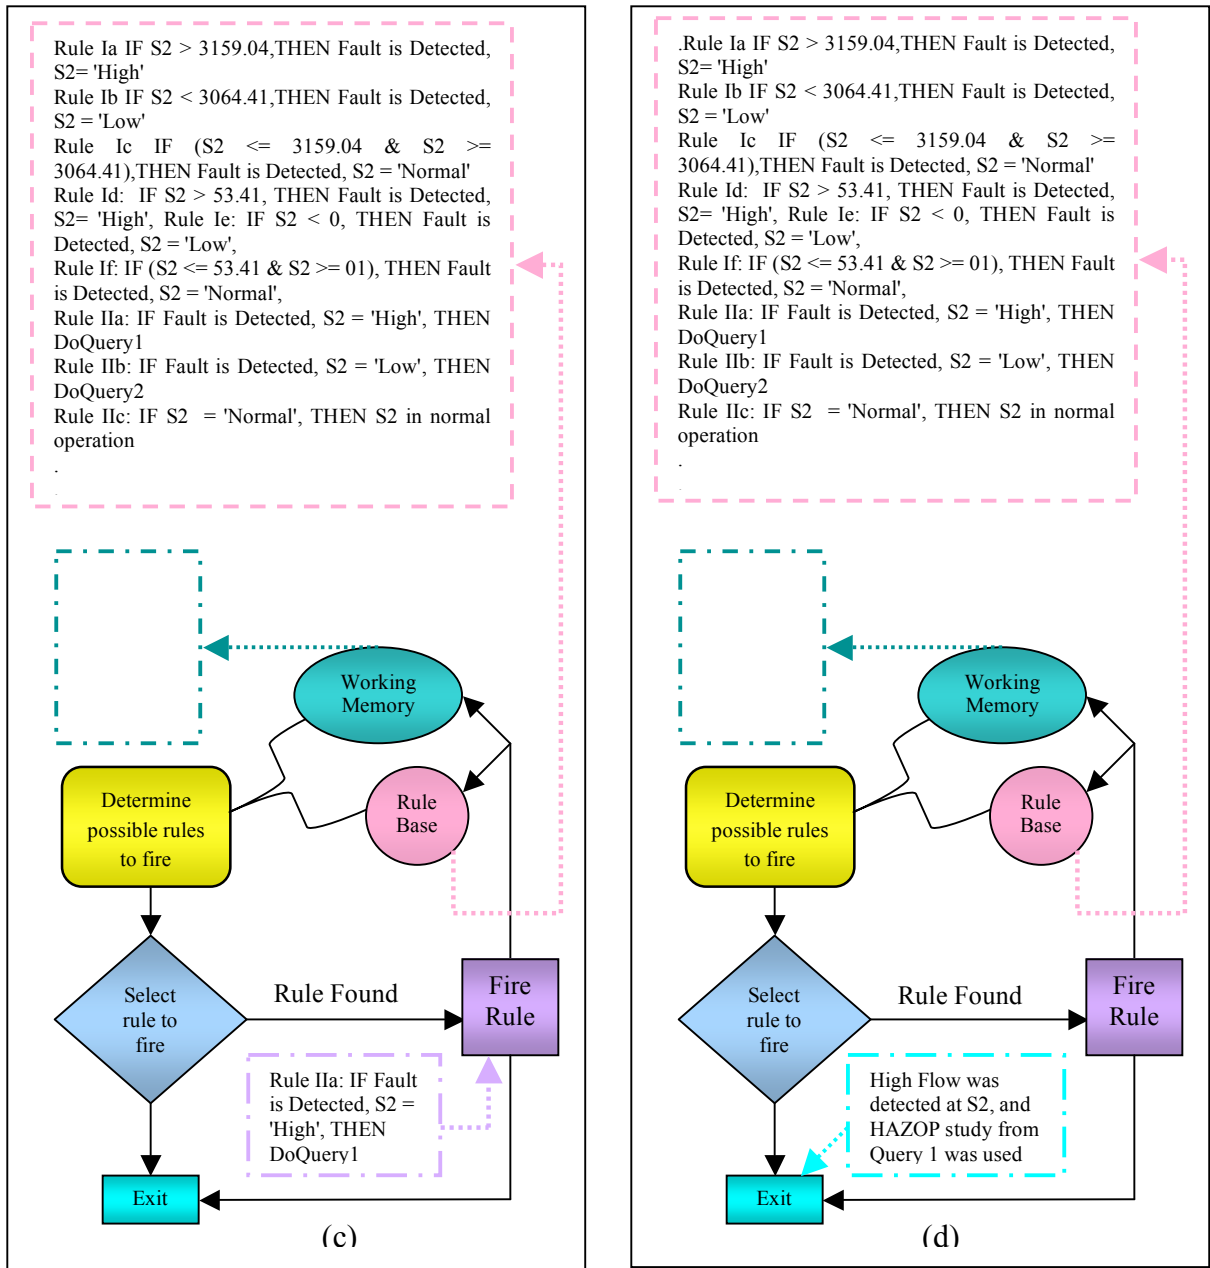 Rule Ia IF S2 > 3159.04,THEN Fault is Detected,
S2= 'High'
Rule Ib IF S2 < 3064.41,THEN Fault is Detected,
S2 = 'Low'
Rule Ic IF (S2 <= 3159.04 & S2 >=
3064.41),THEN Fault is Detected, S2 = 'Normal'
Rule Id: IF S2 > 53.41, THEN Fault is Detected,
S2= 'High', Rule Ie: IF S2 < 0, THEN Fault is
Detected, S2 = 'Low',
Rule If: IF (S2 <= 53.41 & S2 >= 01), THEN Fault
is Detected, S2 = 'Normal',
Rule IIa: IF Fault is Detected, S2 = 'High', THEN
DoQuery1
Rule IIb: IF Fault is Detected, S2 = 'Low', THEN
DoQuery2
Rule IIc: IF S2 = 'Normal', THEN S2 in normal
operation
.
.
Working
Memory
Rule
Base
Determine
possible rules
to fire
Select
rule to
fire
Rule Found
Fire
Rule
Rule IIa: IF Fault
is Detected, S2 =
'High', THEN
DoQuery1
Exit
(c)
.Rule Ia IF S2 > 3159.04,THEN Fault is Detected,
S2= 'High'
Rule Ib IF S2 < 3064.41,THEN Fault is Detected,
S2 = 'Low'
Rule Ic IF (S2 <= 3159.04 & S2 >=
3064.41),THEN Fault is Detected, S2 = 'Normal'
Rule Id: IF S2 > 53.41, THEN Fault is Detected,
S2= 'High', Rule Ie: IF S2 < 0, THEN Fault is
Detected, S2 = 'Low',
Rule If: IF (S2 <= 53.41 & S2 >= 01), THEN Fault
is Detected, S2 = 'Normal',
Rule IIa: IF Fault is Detected, S2 = 'High', THEN
DoQuery1
Rule IIb: IF Fault is Detected, S2 = 'Low', THEN
DoQuery2
Rule IIc: IF S2 = 'Normal', THEN S2 in normal
operation
.
.
Working
Memory
Rule
Base
Determine
possible rules
to fire
Select
rule to
fire
Rule Found
Fire
Rule
High Flow was
detected at S2, and
HAZOP study from
Query 1 was used
Exit
(d)